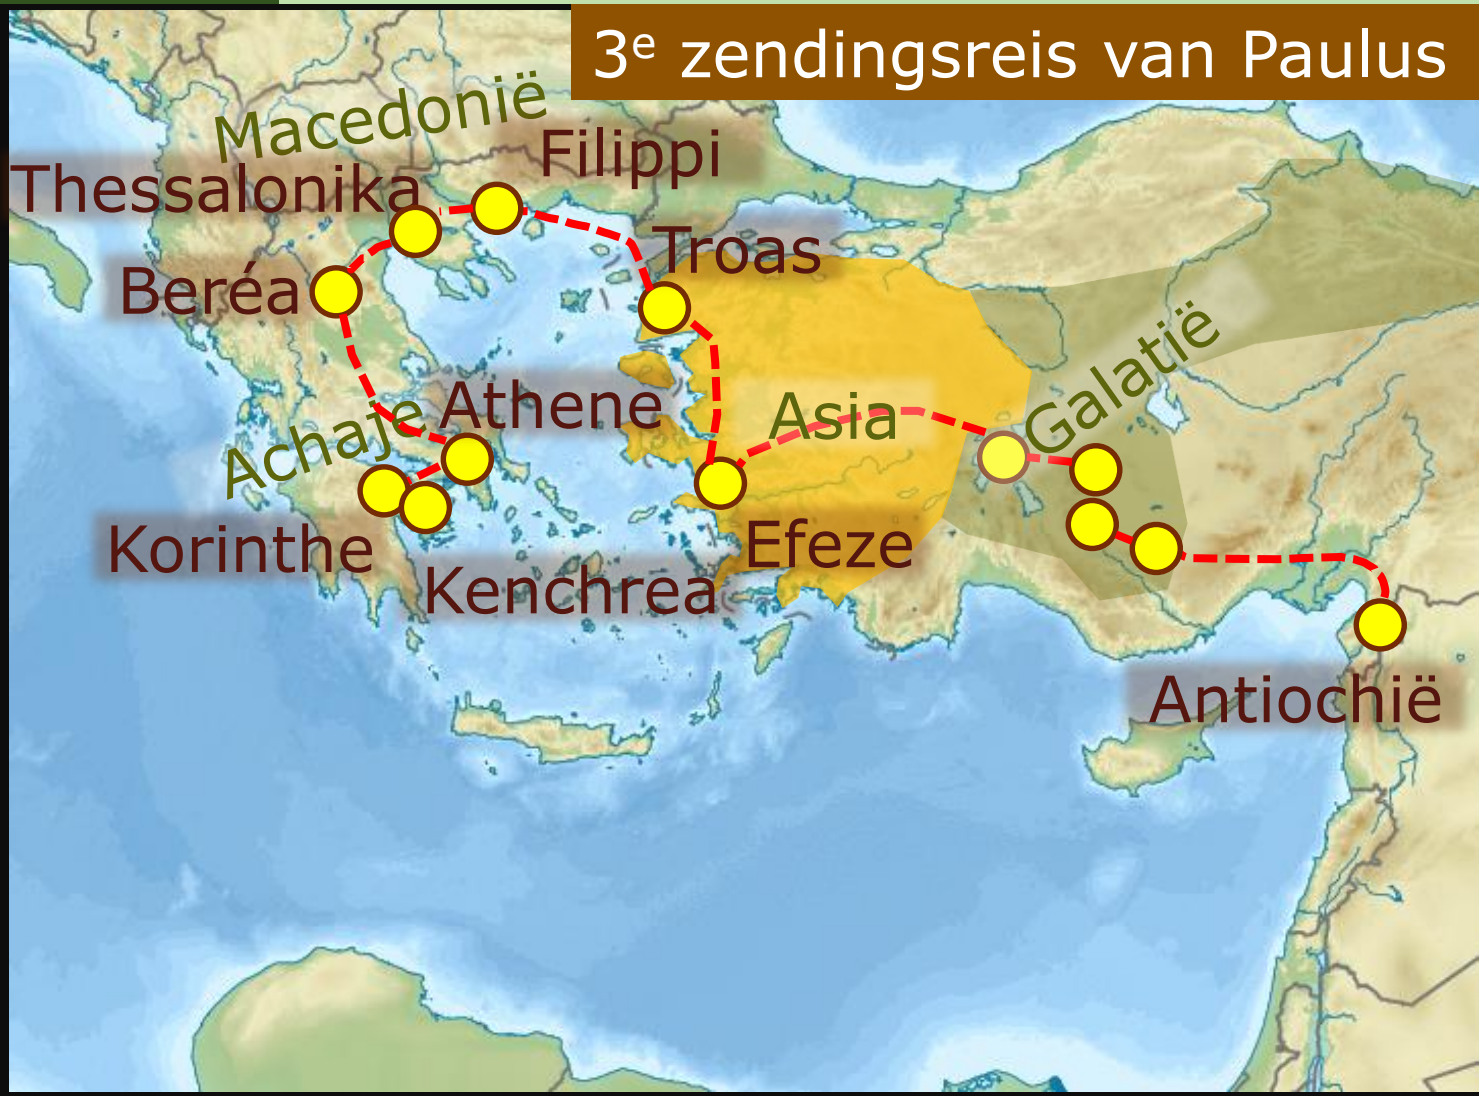 3e zendingsreis van Paulus
Macedonië
Filippi
Thessalonika
Troas
Beréa
Galatië
Athene
Asia
Achaje
Korinthe
Efeze
Kenchrea
Antiochië